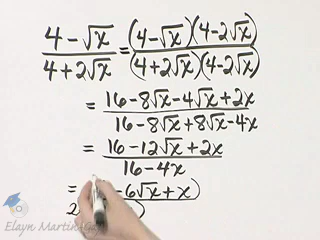 4 - √x / 4 + 2√x = (4 - √x)(4 - 2√x) / (4 + 2√x)(4 - 2√x)
= 16 - 8√x - 4√x + 2x / 16 - 8√x + 8√x - 4x
= 16 - 12√x + 2x / 16 - 4x
= - 6√x + x) / 2 )
Elayn Martin-Gay